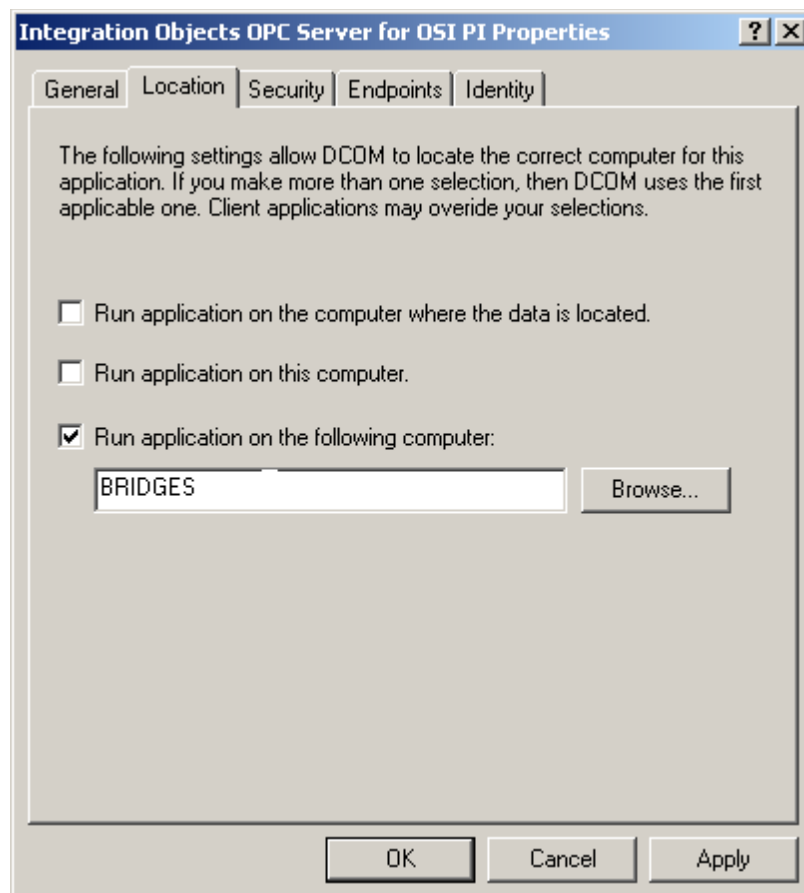 Integration Objects OPC Server for OSI PI Properties
General Location Security Endpoints Identity
The following settings allow DCOM to locate the correct computer for this
application. If you make more than one selection, then DCOM uses the first
applicable one. Client applications may overide your selections.
Run application on the computer where the data is located.
Run application on this computer.
Run application on the following computer:
BRIDGES Browse...
OK Cancel Apply